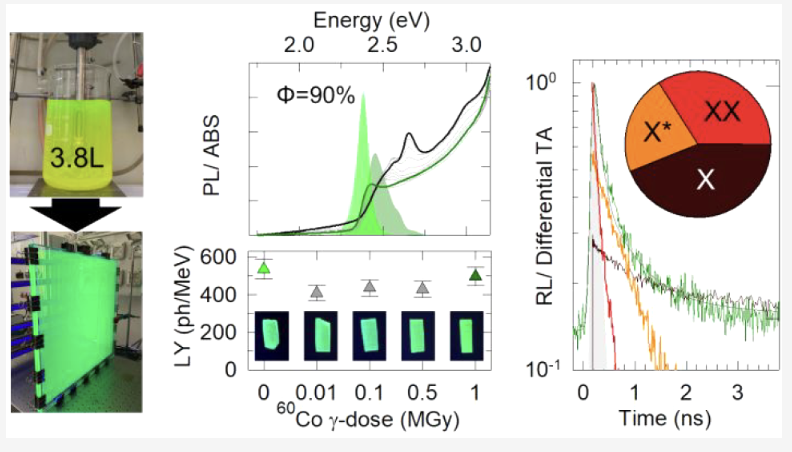 3.8L
Energy (eV)
2.0 2.5 3.0
Φ=90%
PL/ ABS
LY (ph/MeV)
600
400
200
0
0 0.01 0.1 0.5 1
⁶⁰Co γ-dose (MGy)
RL/ Differential TA
10⁰
10⁻¹
XX
X*
X
0 1 2 3
Time (ns)